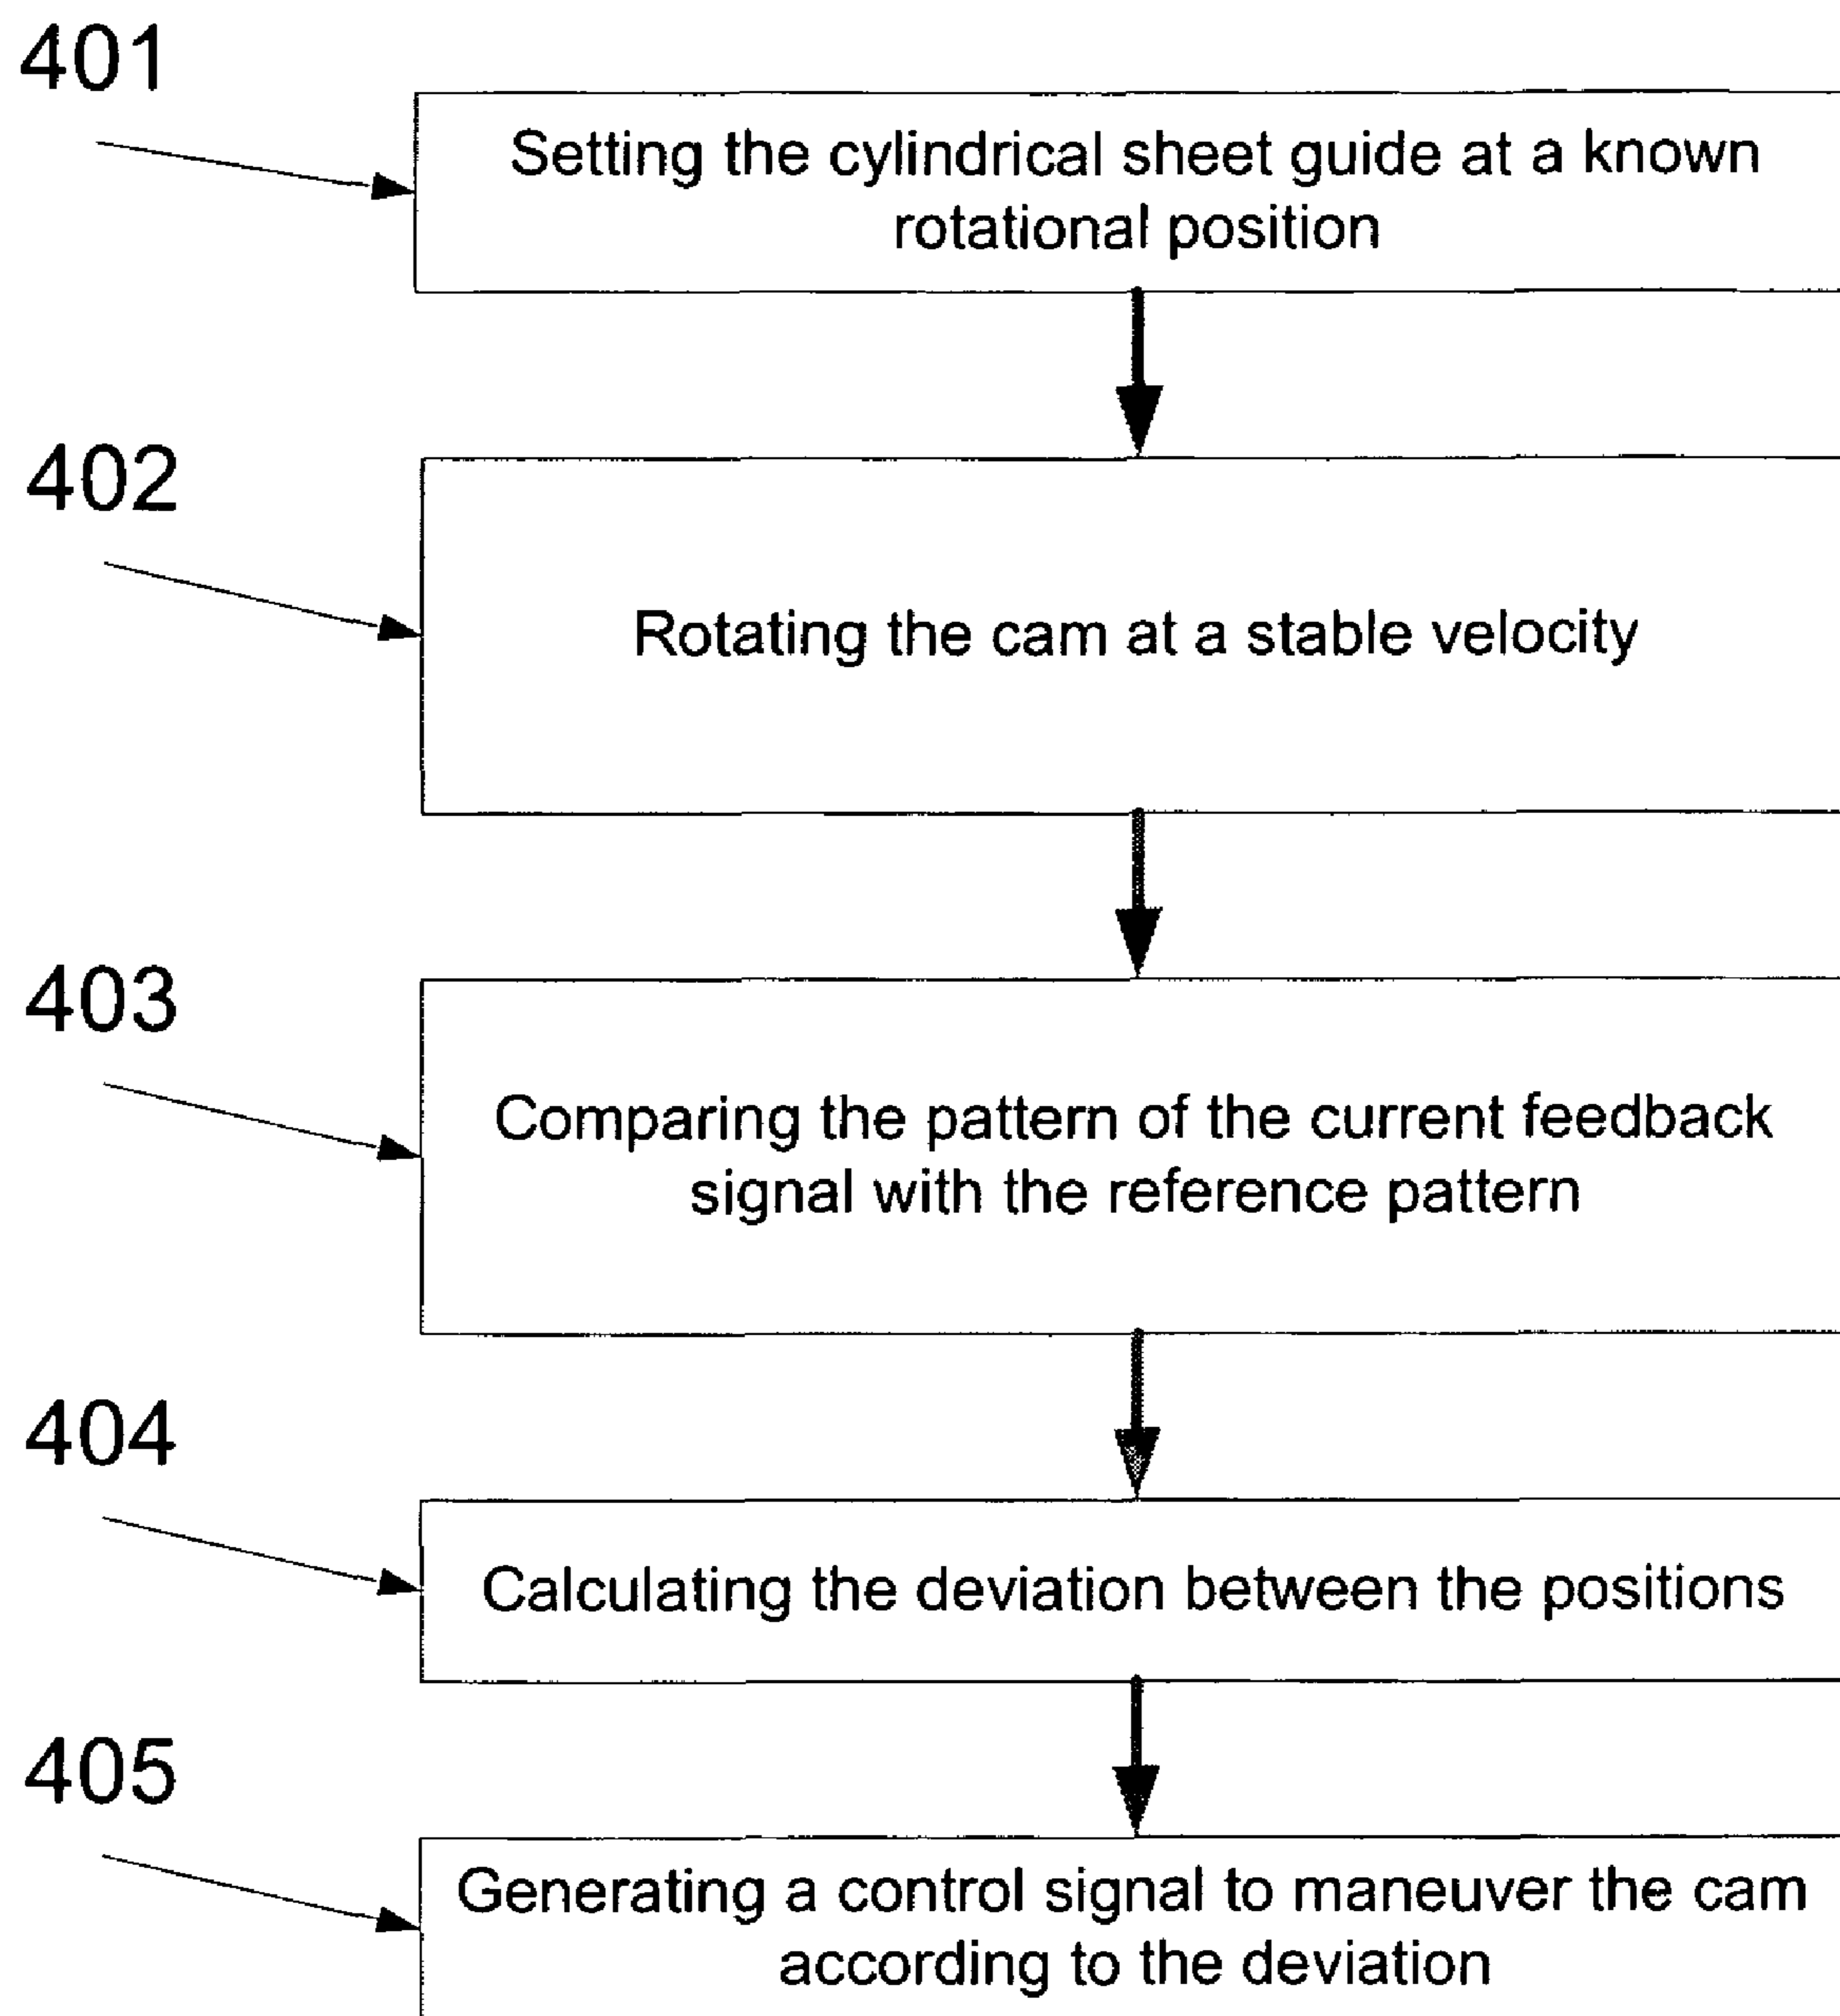 401
Setting the cylindrical sheet guide at a known
rotational position
402
Rotating the cam at a stable velocity
403
Comparing the pattern of the current feedback
signal with the reference pattern
404
Calculating the deviation between the positions
405
Generating a control signal to maneuver the cam
according to the deviation